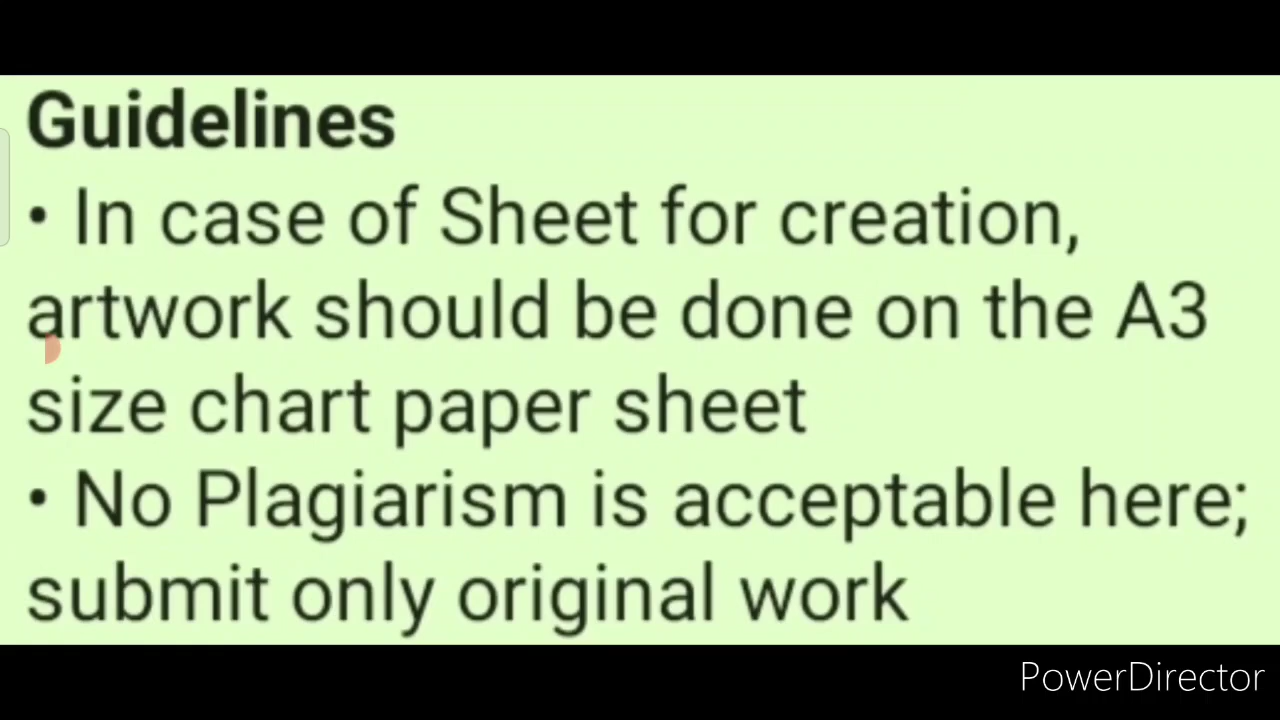 Guidelines
• In case of Sheet for creation,
artwork should be done on the A3
size chart paper sheet
• No Plagiarism is acceptable here;
submit only original work
PowerDirector